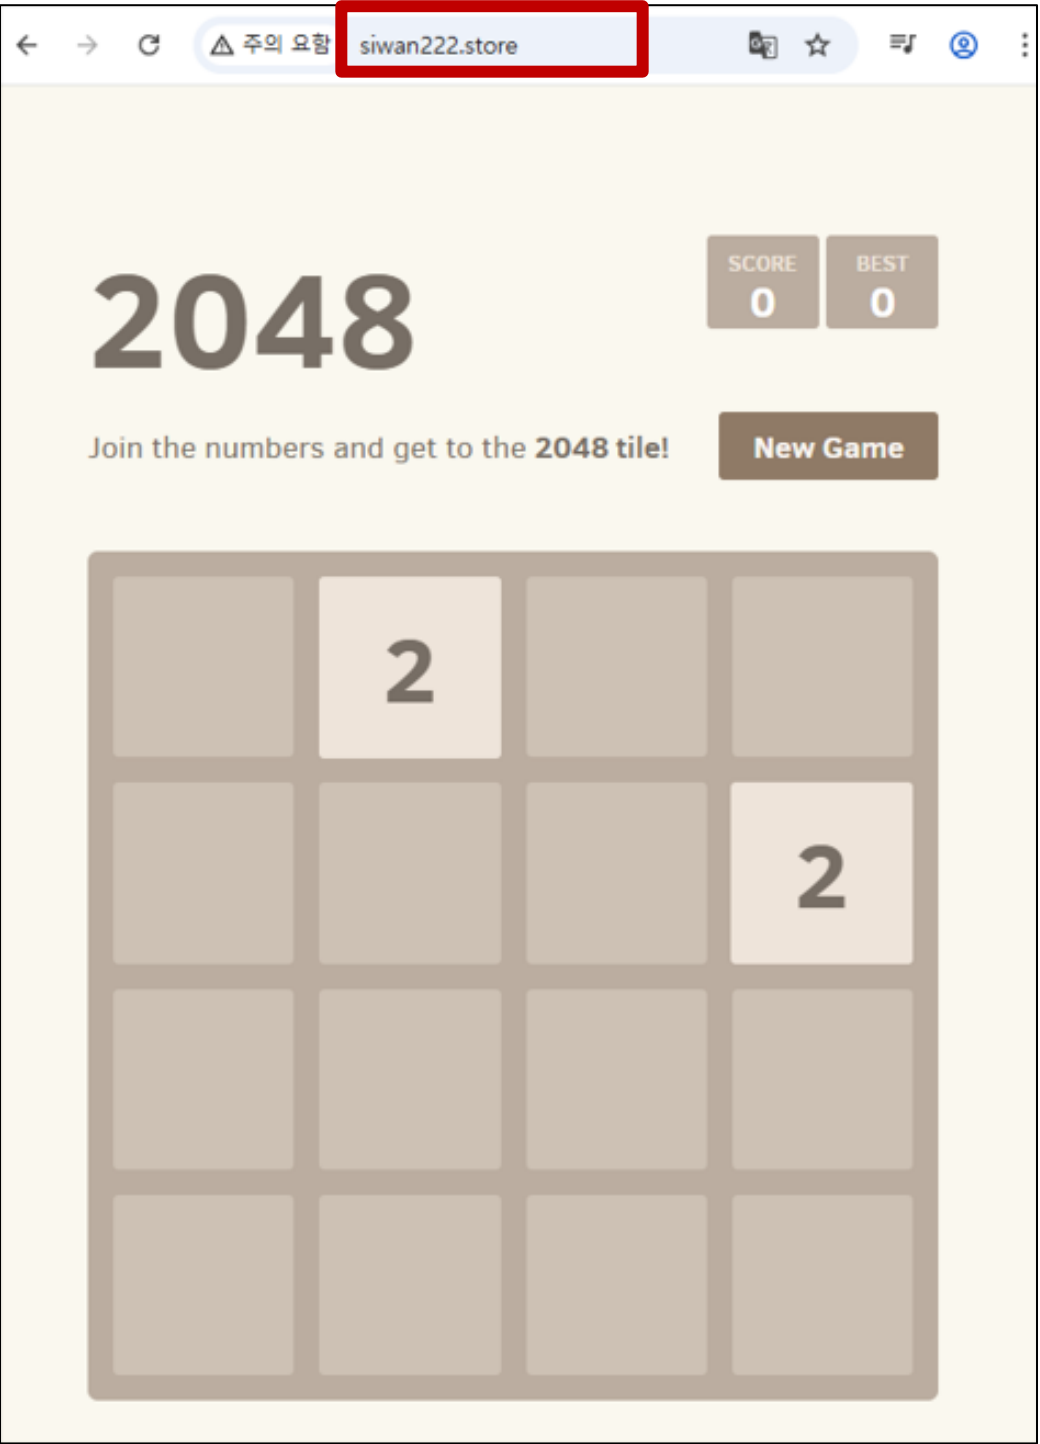 주의 요함 siwan222.store
2048
SCORE
0
BEST
0
Join the numbers and get to the 2048 tile!
New Game
2
2